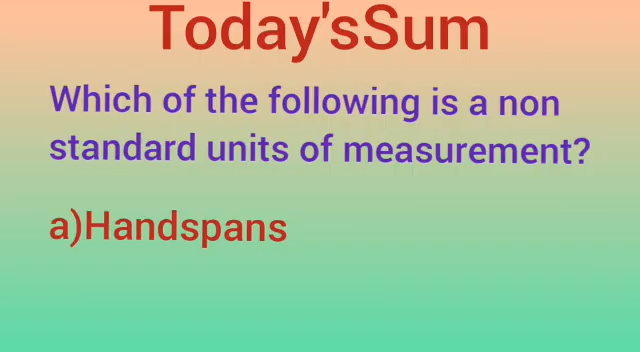 Today'sSum
Which of the following is a non
standard units of measurement?
a)Handspans